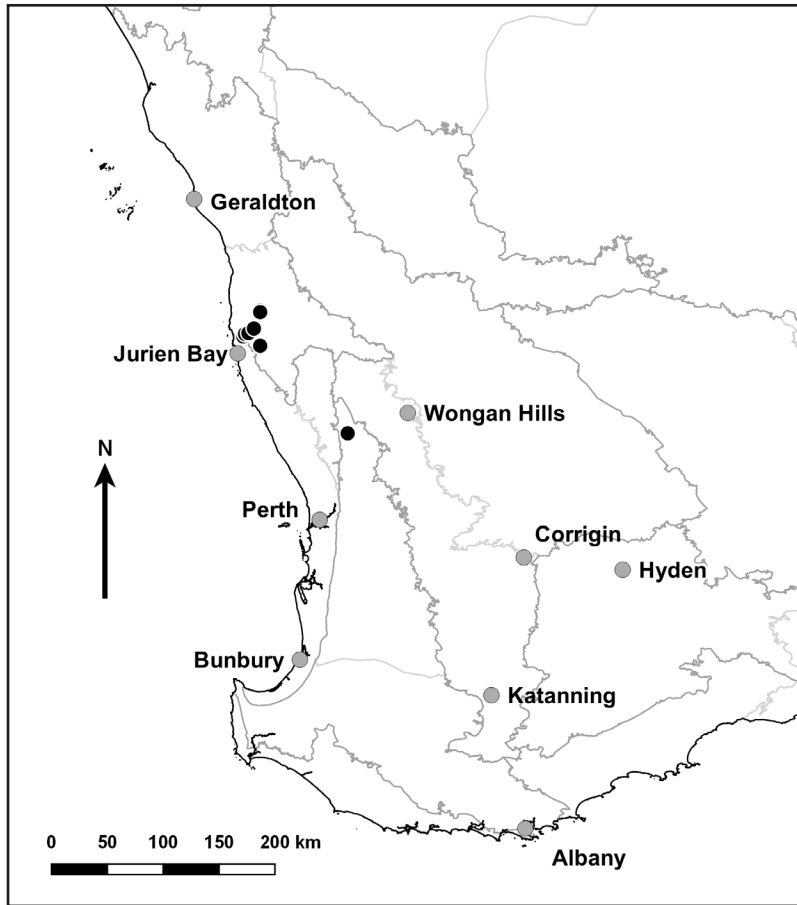 Geraldton
Jurien Bay
Wongan Hills
N
Perth
Corrigin
Hyden
Bunbury
Katanning
0 50 100 150 200 km
Albany